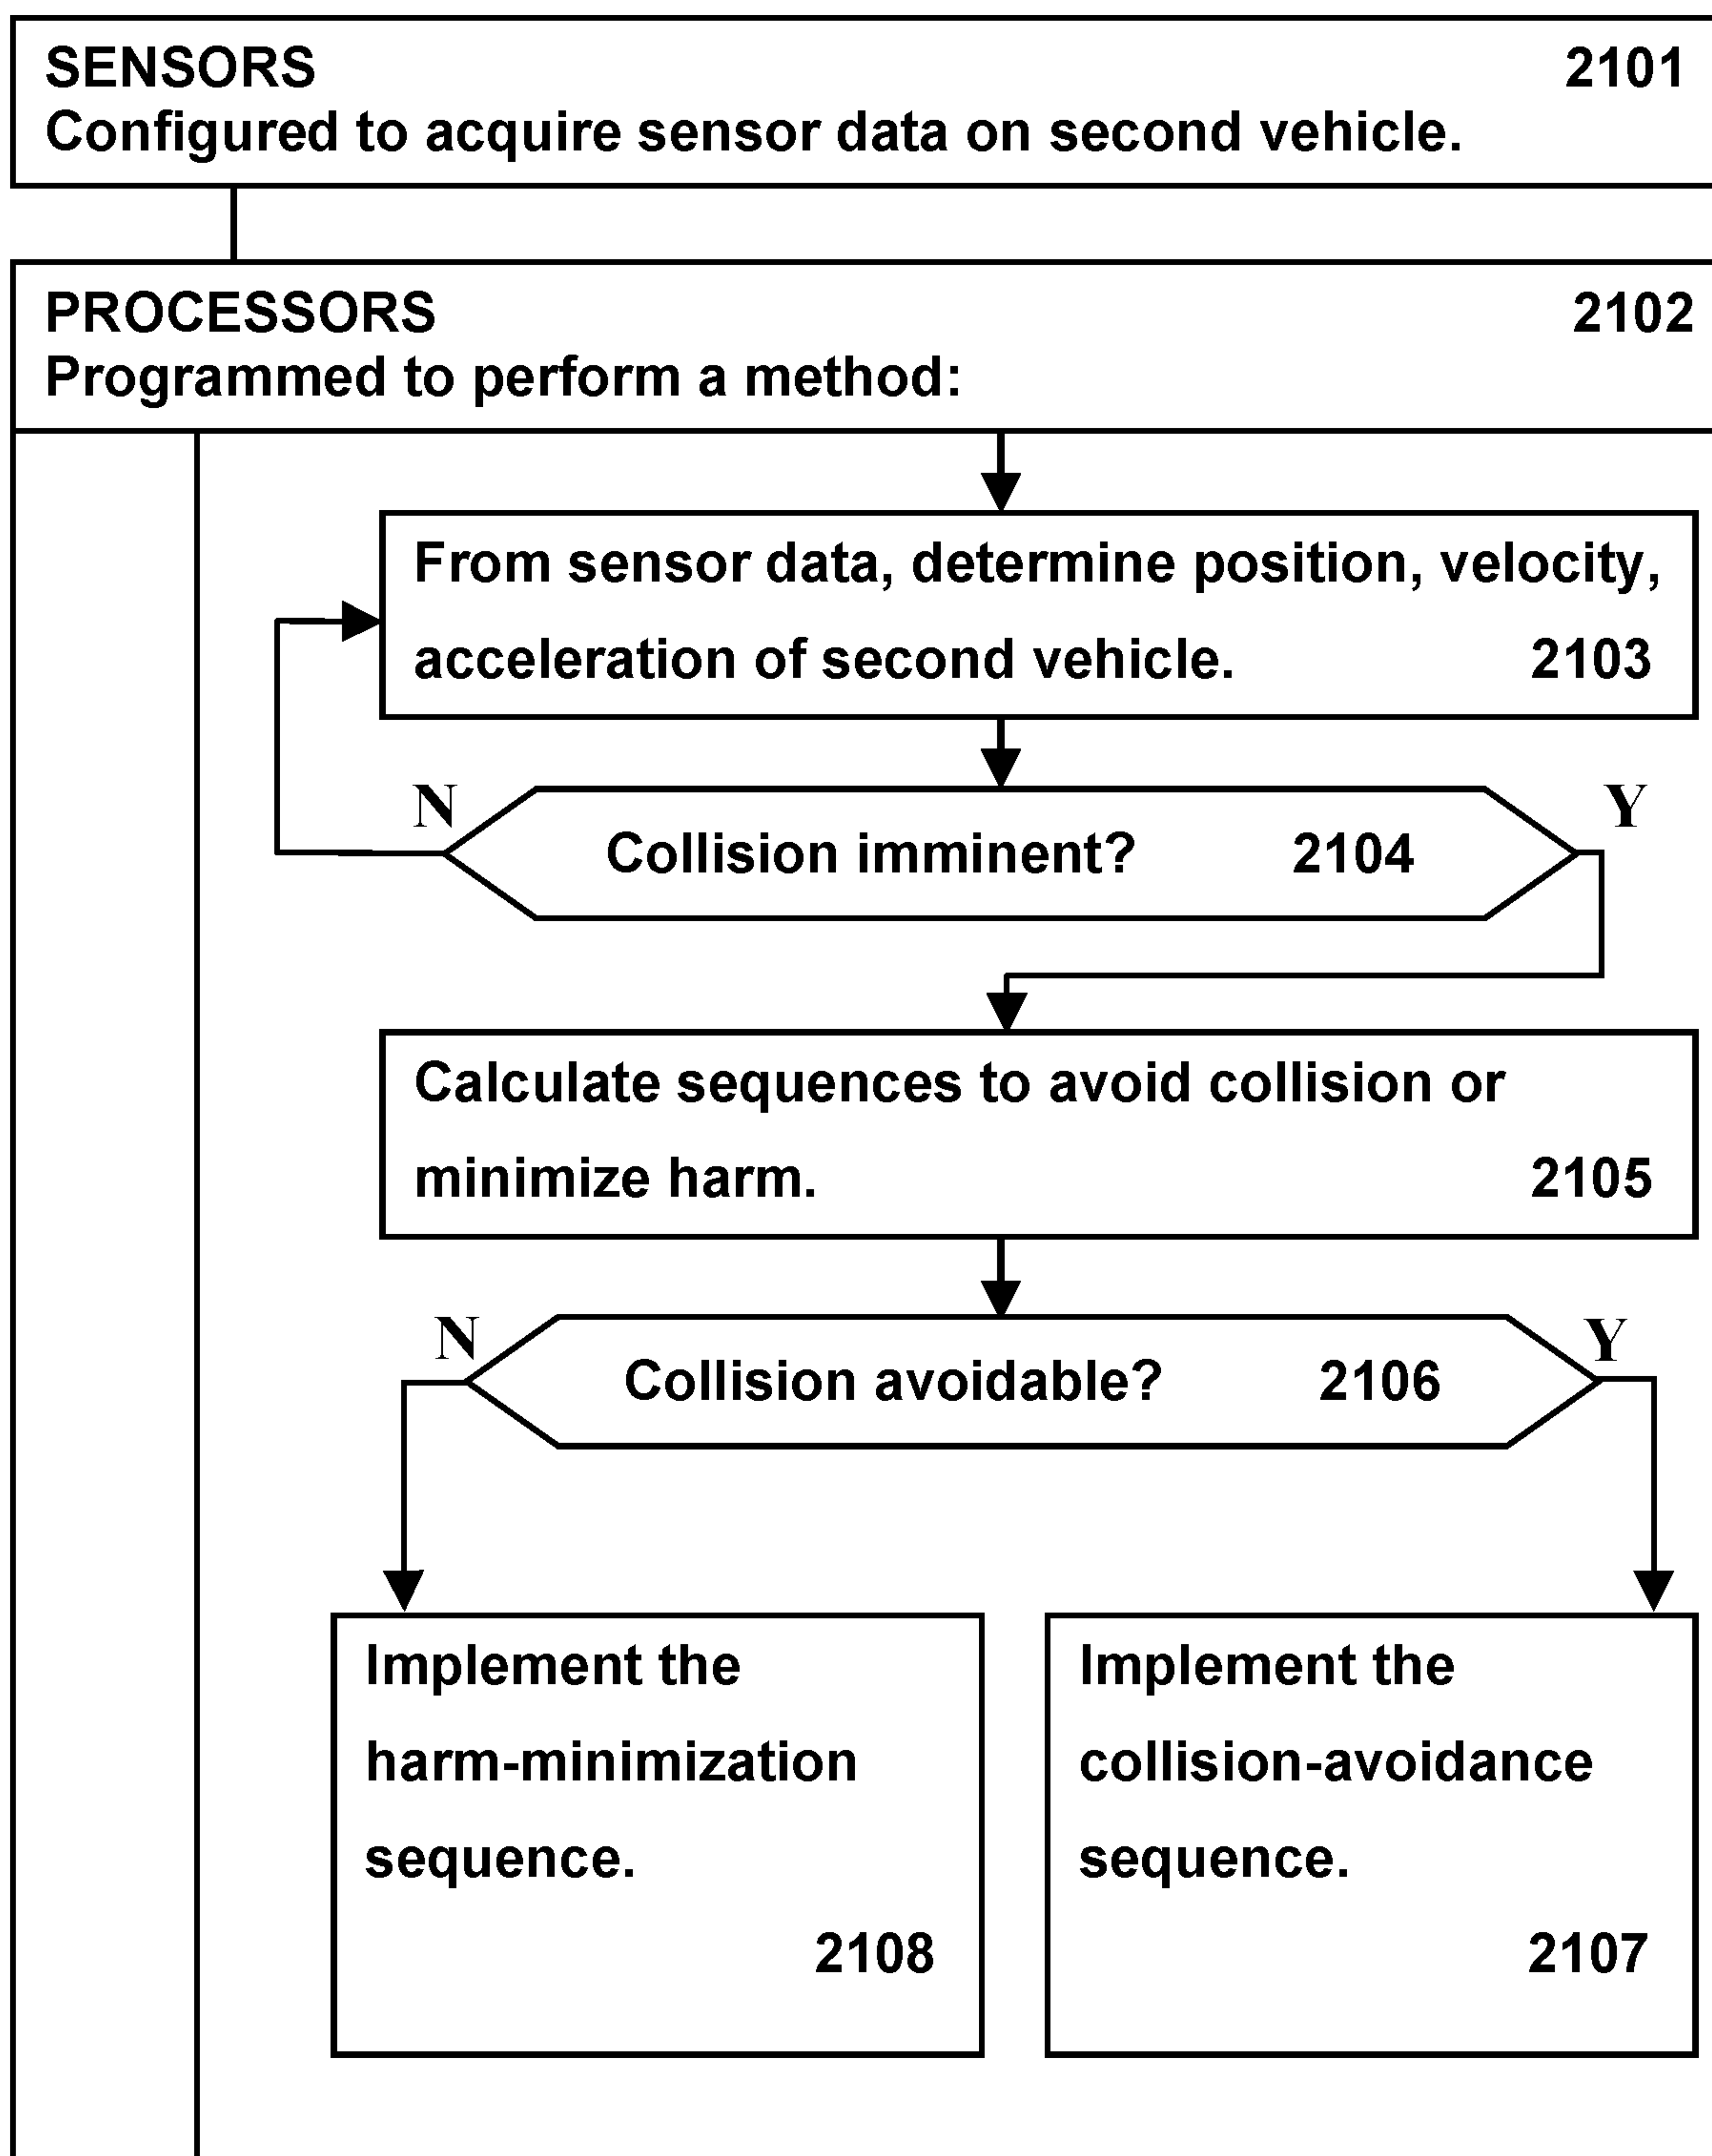 SENSORS 2101
Configured to acquire sensor data on second vehicle.
PROCESSORS 2102
Programmed to perform a method:
From sensor data, determine position, velocity,
acceleration of second vehicle. 2103
N Y
Collision imminent? 2104
Calculate sequences to avoid collision or
minimize harm. 2105
N Y
Collision avoidable? 2106
Implement the
harm-minimization
sequence.
2108
Implement the
collision-avoidance
sequence.
2107